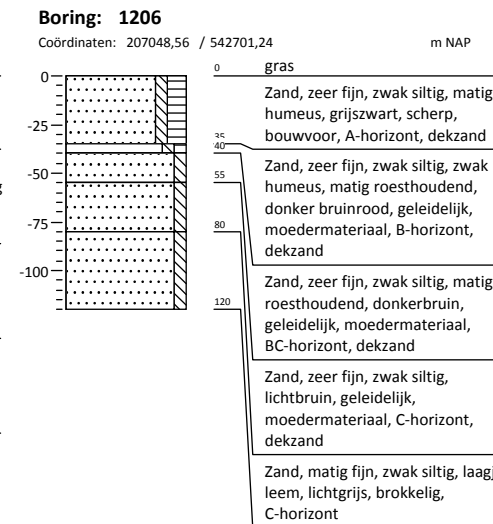 Boring: 1206
Coördinaten: 207048,56 / 542701,24 m NAP
0
-25
-50
-75
-100
0
35
40
55
80
120
gras
Zand, zeer fijn, zwak siltig, matig
humeus, grijszwart, scherp,
bouwvoor, A-horizont, dekzand
Zand, zeer fijn, zwak siltig, zwak
humeus, matig roesthoudend,
donker bruinrood, geleidelijk,
moedermateriaal, B-horizont,
dekzand
Zand, zeer fijn, zwak siltig, matig
roesthoudend, donkerbruin,
geleidelijk, moedermateriaal,
BC-horizont, dekzand
Zand, zeer fijn, zwak siltig,
lichtbruin, geleidelijk,
moedermateriaal, C-horizont,
dekzand
Zand, matig fijn, zwak siltig,
leem, lichtgrijs, brokkelig,
C-horizont